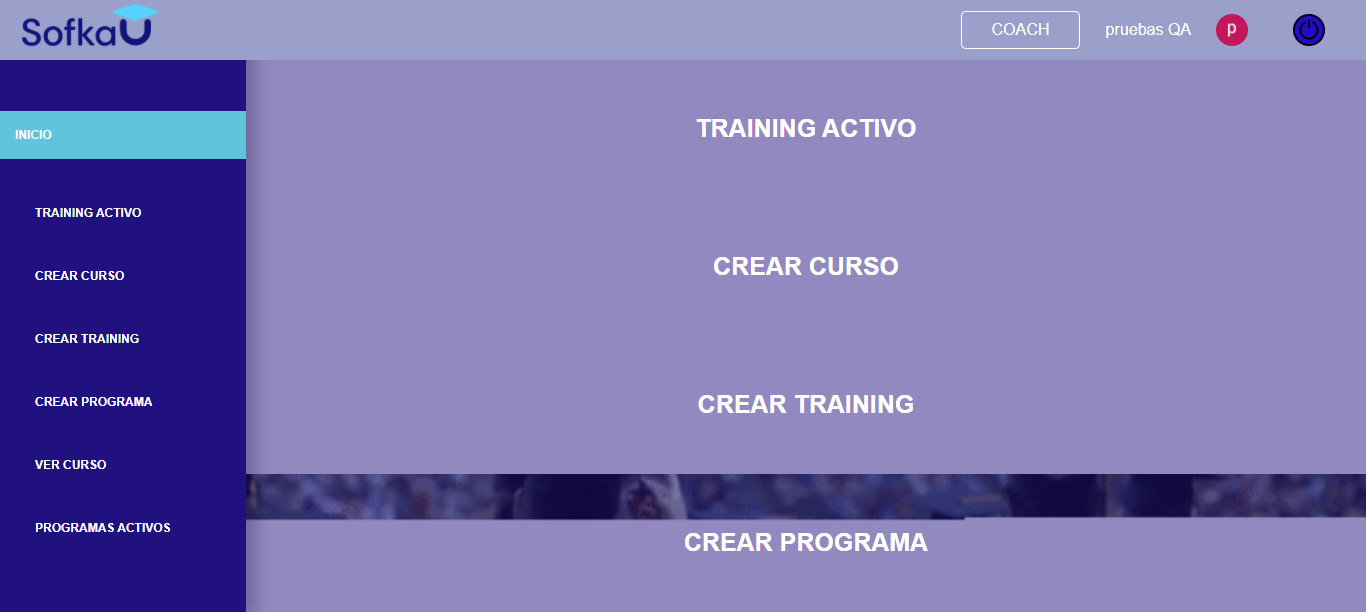 SofkaU
COACH
pruebas QA
p
INICIO
TRAINING ACTIVO
CREAR CURSO
CREAR TRAINING
CREAR PROGRAMA
VER CURSO
PROGRAMAS ACTIVOS
TRAINING ACTIVO
CREAR CURSO
CREAR TRAINING
CREAR PROGRAMA